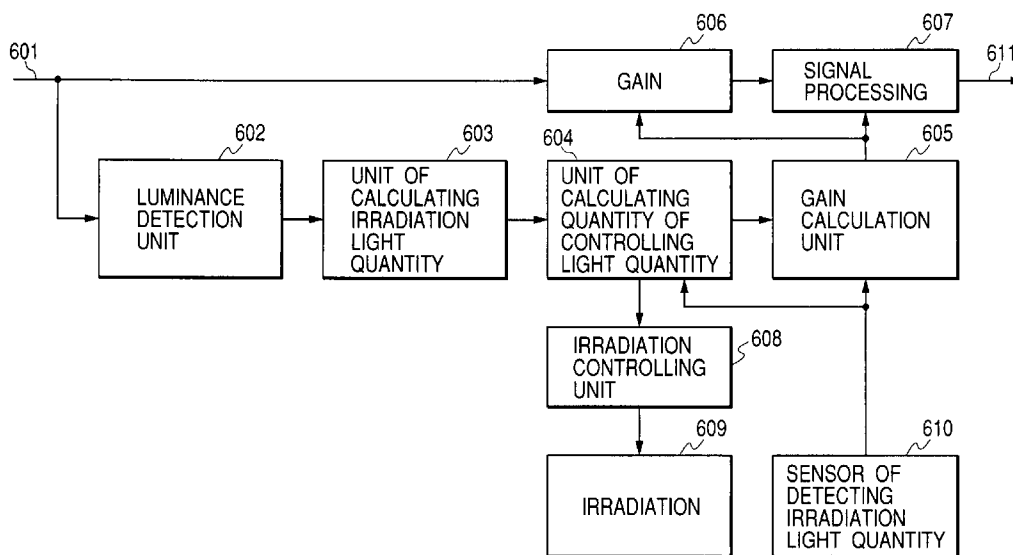 601
606
GAIN
607
SIGNAL
PROCESSING
611
602
LUMINANCE
DETECTION
UNIT
603
UNIT OF
CALCULATING
IRRADIATION
LIGHT
QUANTITY
604
UNIT OF
CALCULATING
QUANTITY OF
CONTROLLING
LIGHT QUANTITY
605
GAIN
CALCULATION
UNIT
IRRADIATION
CONTROLLING
UNIT
608
609
IRRADIATION
610
SENSOR OF
DETECTING
IRRADIATION
LIGHT QUANTITY